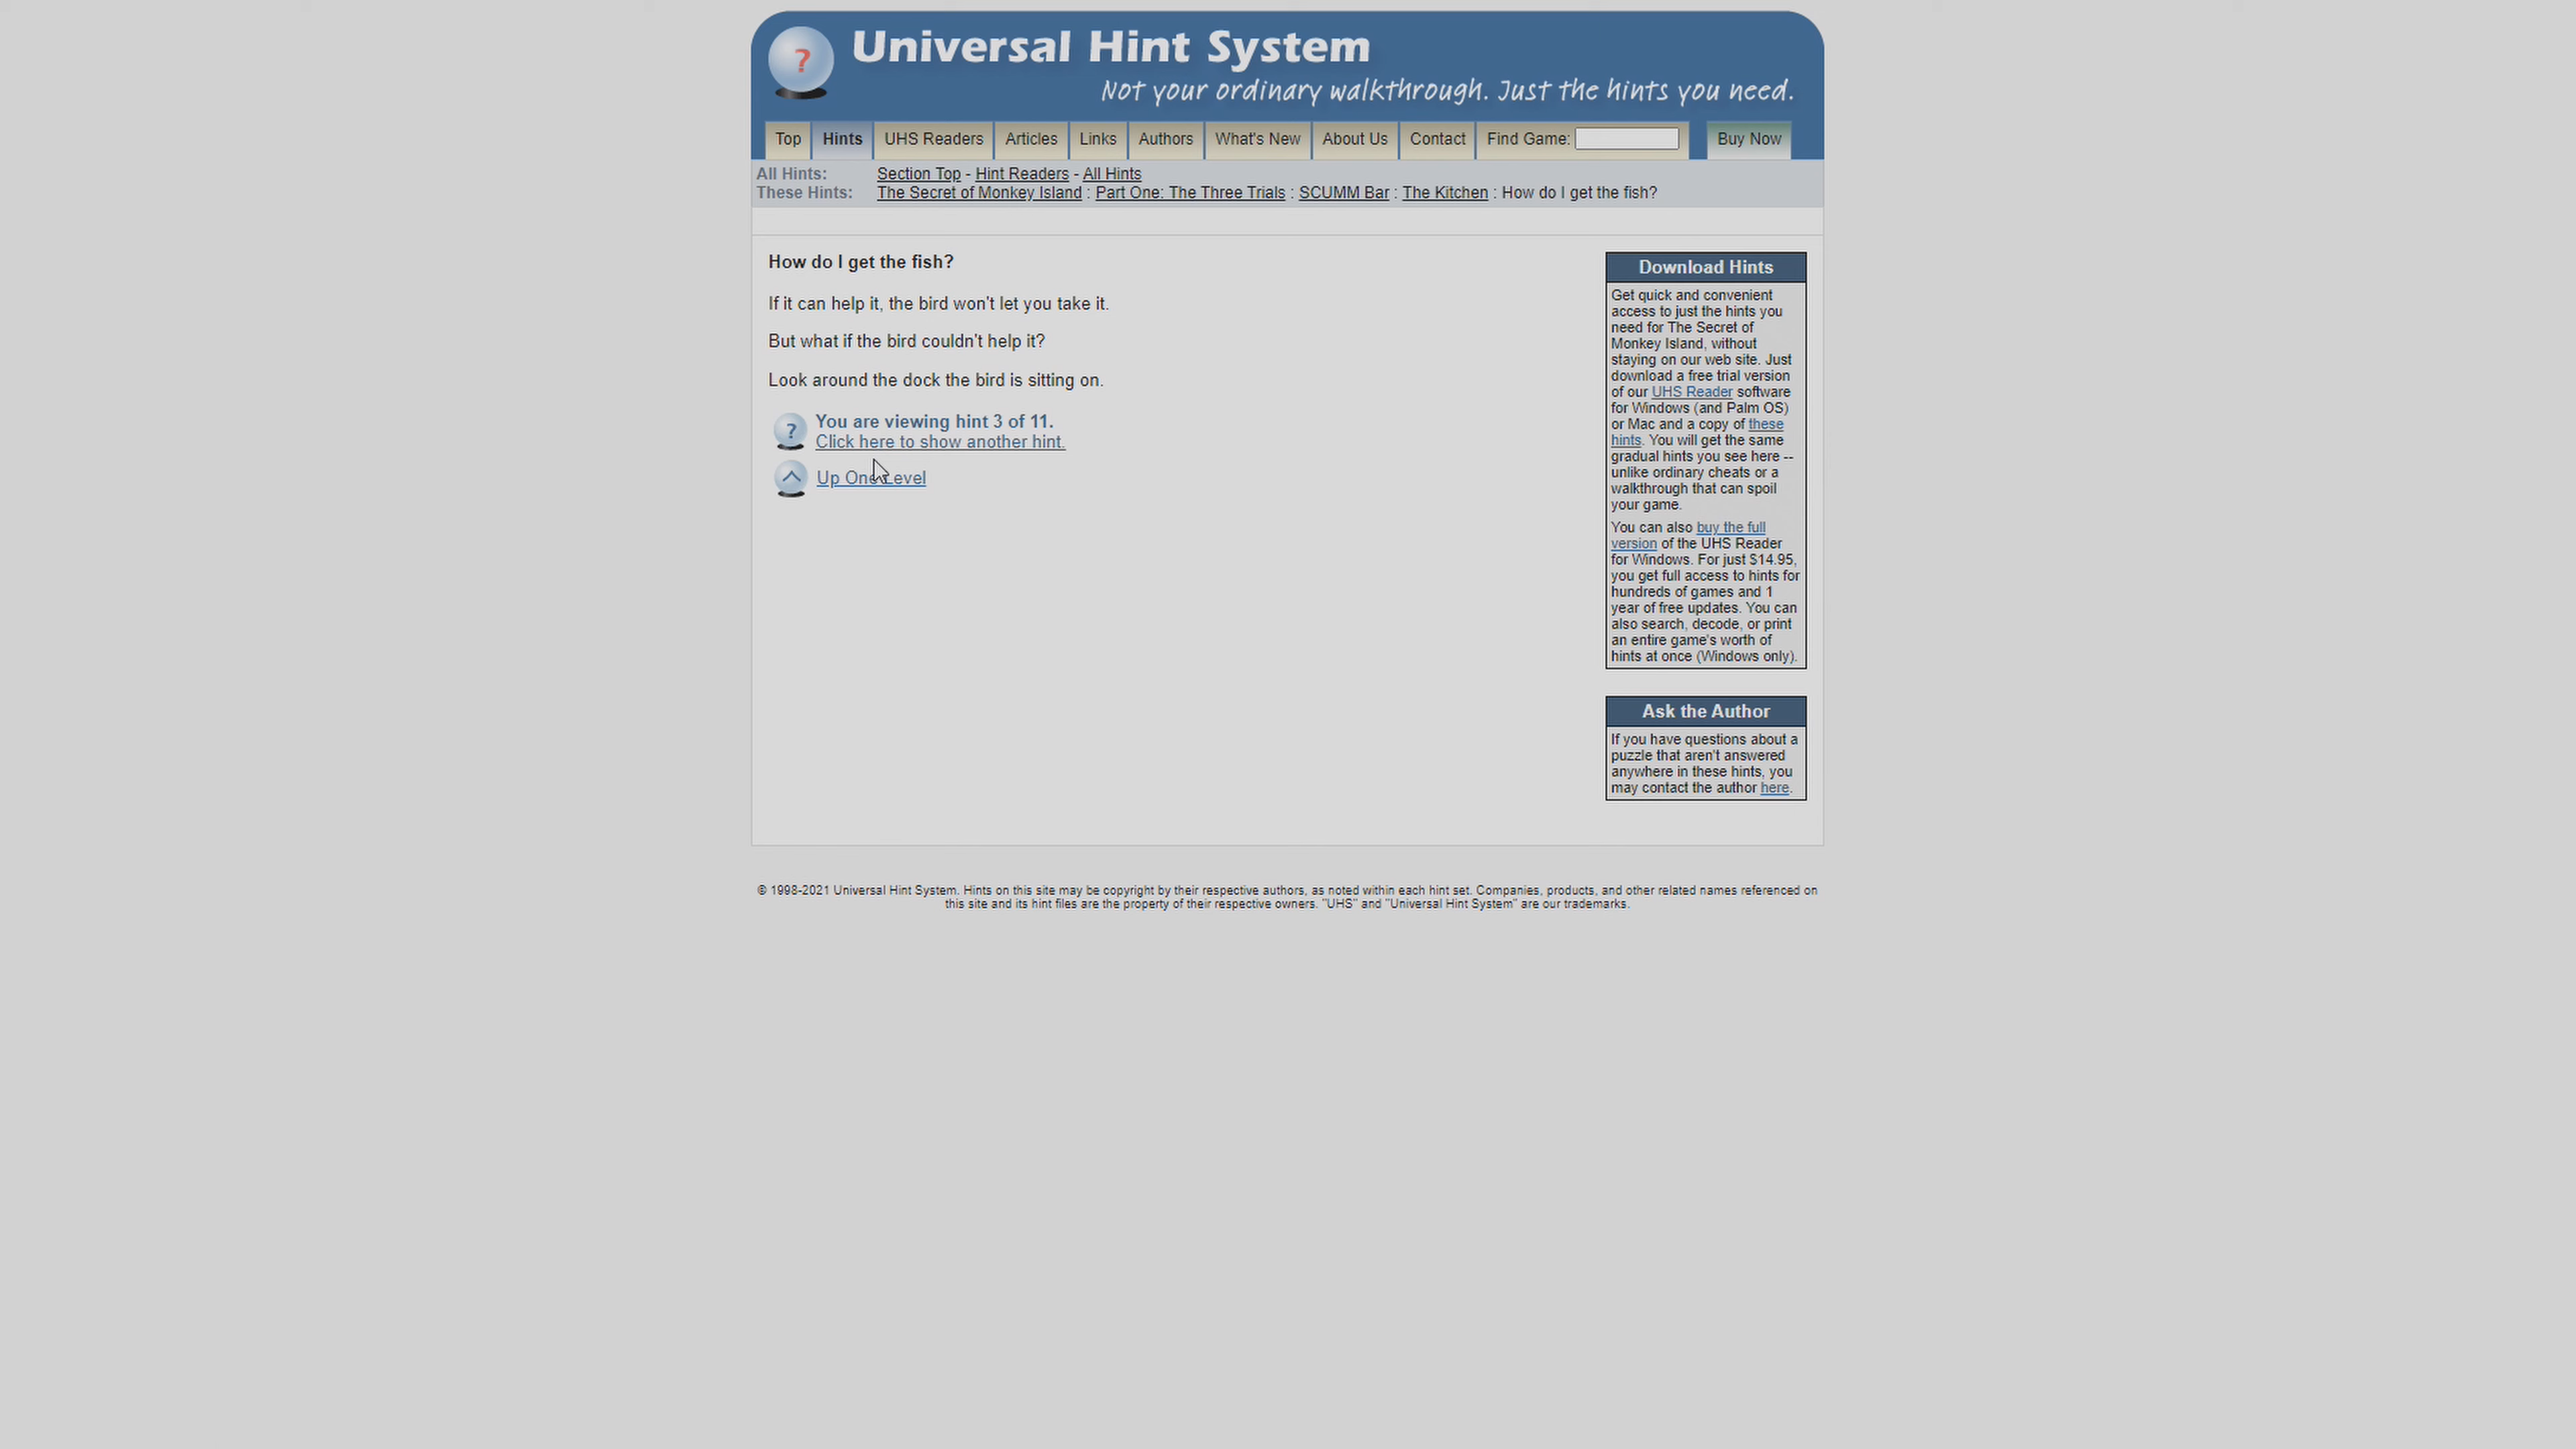 ?
Universal Hint System
Not your ordinary walkthrough. Just the hints you need.
Top Hints UHS Readers Articles Links Authors What's New About Us Contact Find Game: Buy Now
All Hints: Section Top - Hint Readers - All Hints
These Hints: The Secret of Monkey Island : Part One: The Three Trials : SCUMM Bar : The Kitchen : How do I get the fish?
How do I get the fish?
If it can help it, the bird won't let you take it.
But what if the bird couldn't help it?
Look around the dock the bird is sitting on.
?
You are viewing hint 3 of 11.
Click here to show another hint.
Up One Level
Download Hints
Get quick and convenient
access to just the hints you
need for The Secret of
Monkey Island, without
staying on our web site. Just
download a free trial version
of our UHS Reader software
for Windows (and Palm OS)
or Mac and a copy of these
hints. You will get the same
gradual hints you see here --
unlike ordinary cheats or a
walkthrough that can spoil
your game.
You can also buy the full
version of the UHS Reader
for Windows. For just $14.95,
you get full access to hints for
hundreds of games and 1
year of free updates. You can
also search, decode, or print
an entire game's worth of
hints at once (Windows only).
Ask the Author
If you have questions about a
puzzle that aren't answered
anywhere in these hints, you
may contact the author here.
© 1998-2021 Universal Hint System. Hints on this site may be copyright by their respective authors, as noted within each hint set. Companies, products, and other related names referenced on
this site and its hint files are the property of their respective owners. "UHS" and "Universal Hint System" are our trademarks.